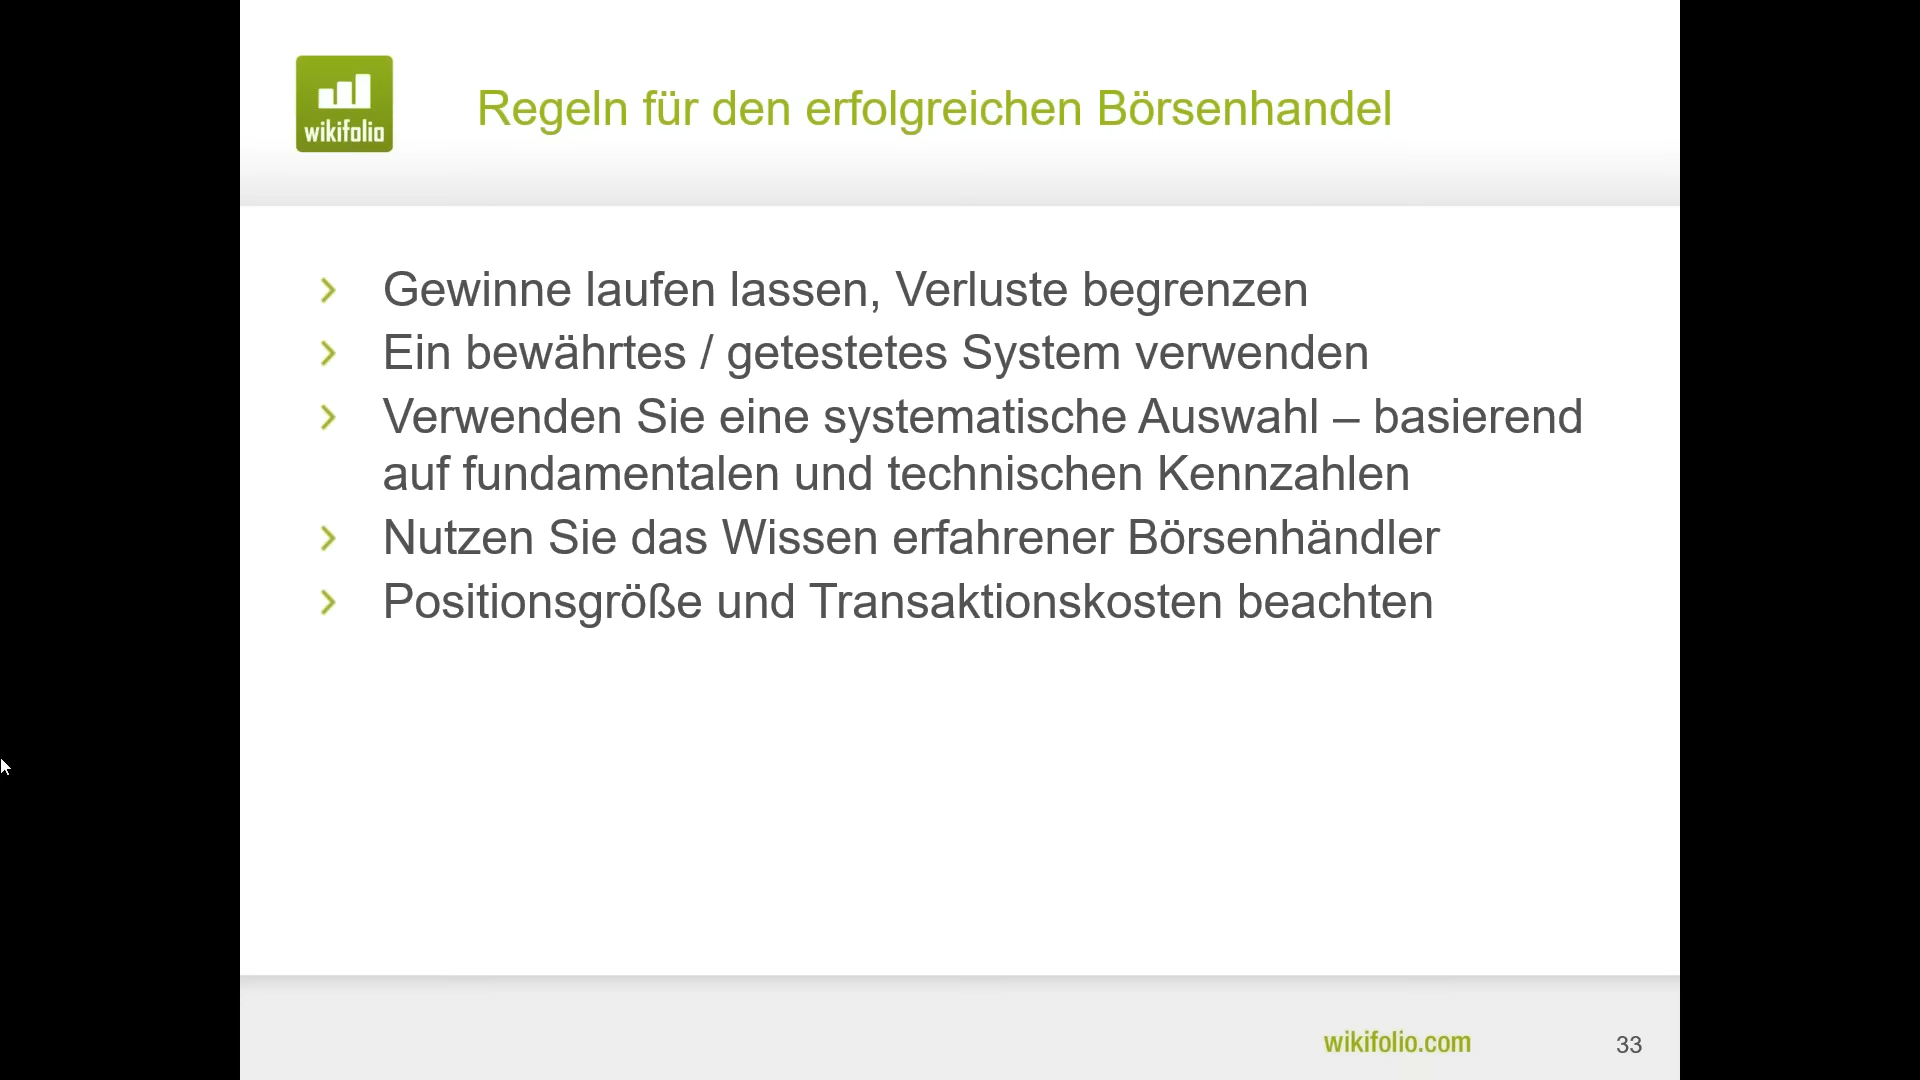 wikifolio
Regeln für den erfolgreichen Börsenhandel
Gewinne laufen lassen, Verluste begrenzen
Ein bewährtes / getestetes System verwenden
Verwenden Sie eine systematische Auswahl – basierend
auf fundamentalen und technischen Kennzahlen
Nutzen Sie das Wissen erfahrener Börsenhändler
Positionsgröße und Transaktionskosten beachten
wikifolio.com
33